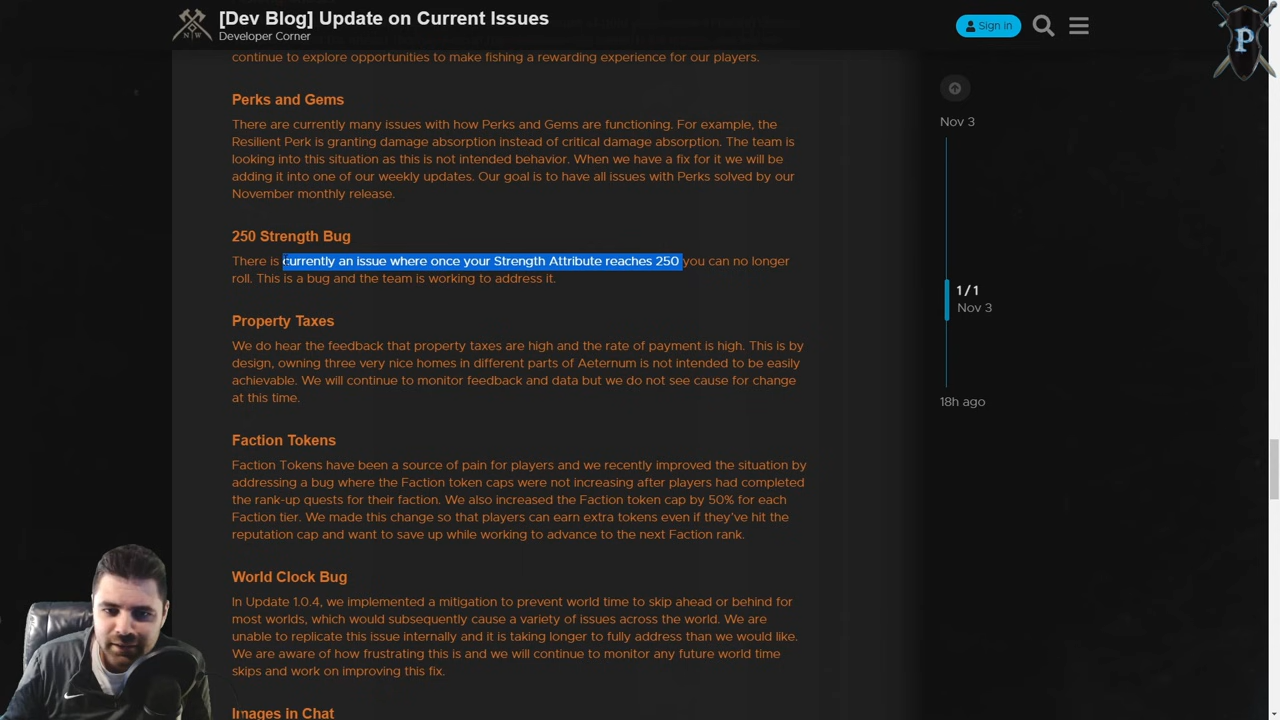 [Dev Blog] Update on Current Issues
Developer Corner
Sign in
N W
P
continue to explore opportunities to make fishing a rewarding experience for our players.
Perks and Gems
There are currently many issues with how Perks and Gems are functioning. For example, the
Resilient Perk is granting damage absorption instead of critical damage absorption. The team is
looking into this situation as this is not intended behavior. When we have a fix for it we will be
adding it into one of our weekly updates. Our goal is to have all issues with Perks solved by our
November monthly release.
250 Strength Bug
There is currently an issue where once your Strength Attribute reaches 250 you can no longer
roll. This is a bug and the team is working to address it.
Property Taxes
We do hear the feedback that property taxes are high and the rate of payment is high. This is by
design, owning three very nice homes in different parts of Aeternum is not intended to be easily
achievable. We will continue to monitor feedback and data but we do not see cause for change
at this time.
Faction Tokens
Faction Tokens have been a source of pain for players and we recently improved the situation by
addressing a bug where the Faction token caps were not increasing after players had completed
the rank-up quests for their faction. We also increased the Faction token cap by 50% for each
Faction tier. We made this change so that players can earn extra tokens even if they've hit the
reputation cap and want to save up while working to advance to the next Faction rank.
World Clock Bug
In Update 1.0.4, we implemented a mitigation to prevent world time to skip ahead or behind for
most worlds, which would subsequently cause a variety of issues across the world. We are
unable to replicate this issue internally and it is taking longer to fully address than we would like.
We are aware of how frustrating this is and we will continue to monitor any future world time
skips and work on improving this fix.
Images in Chat
Nov 3
1 / 1
Nov 3
18h ago